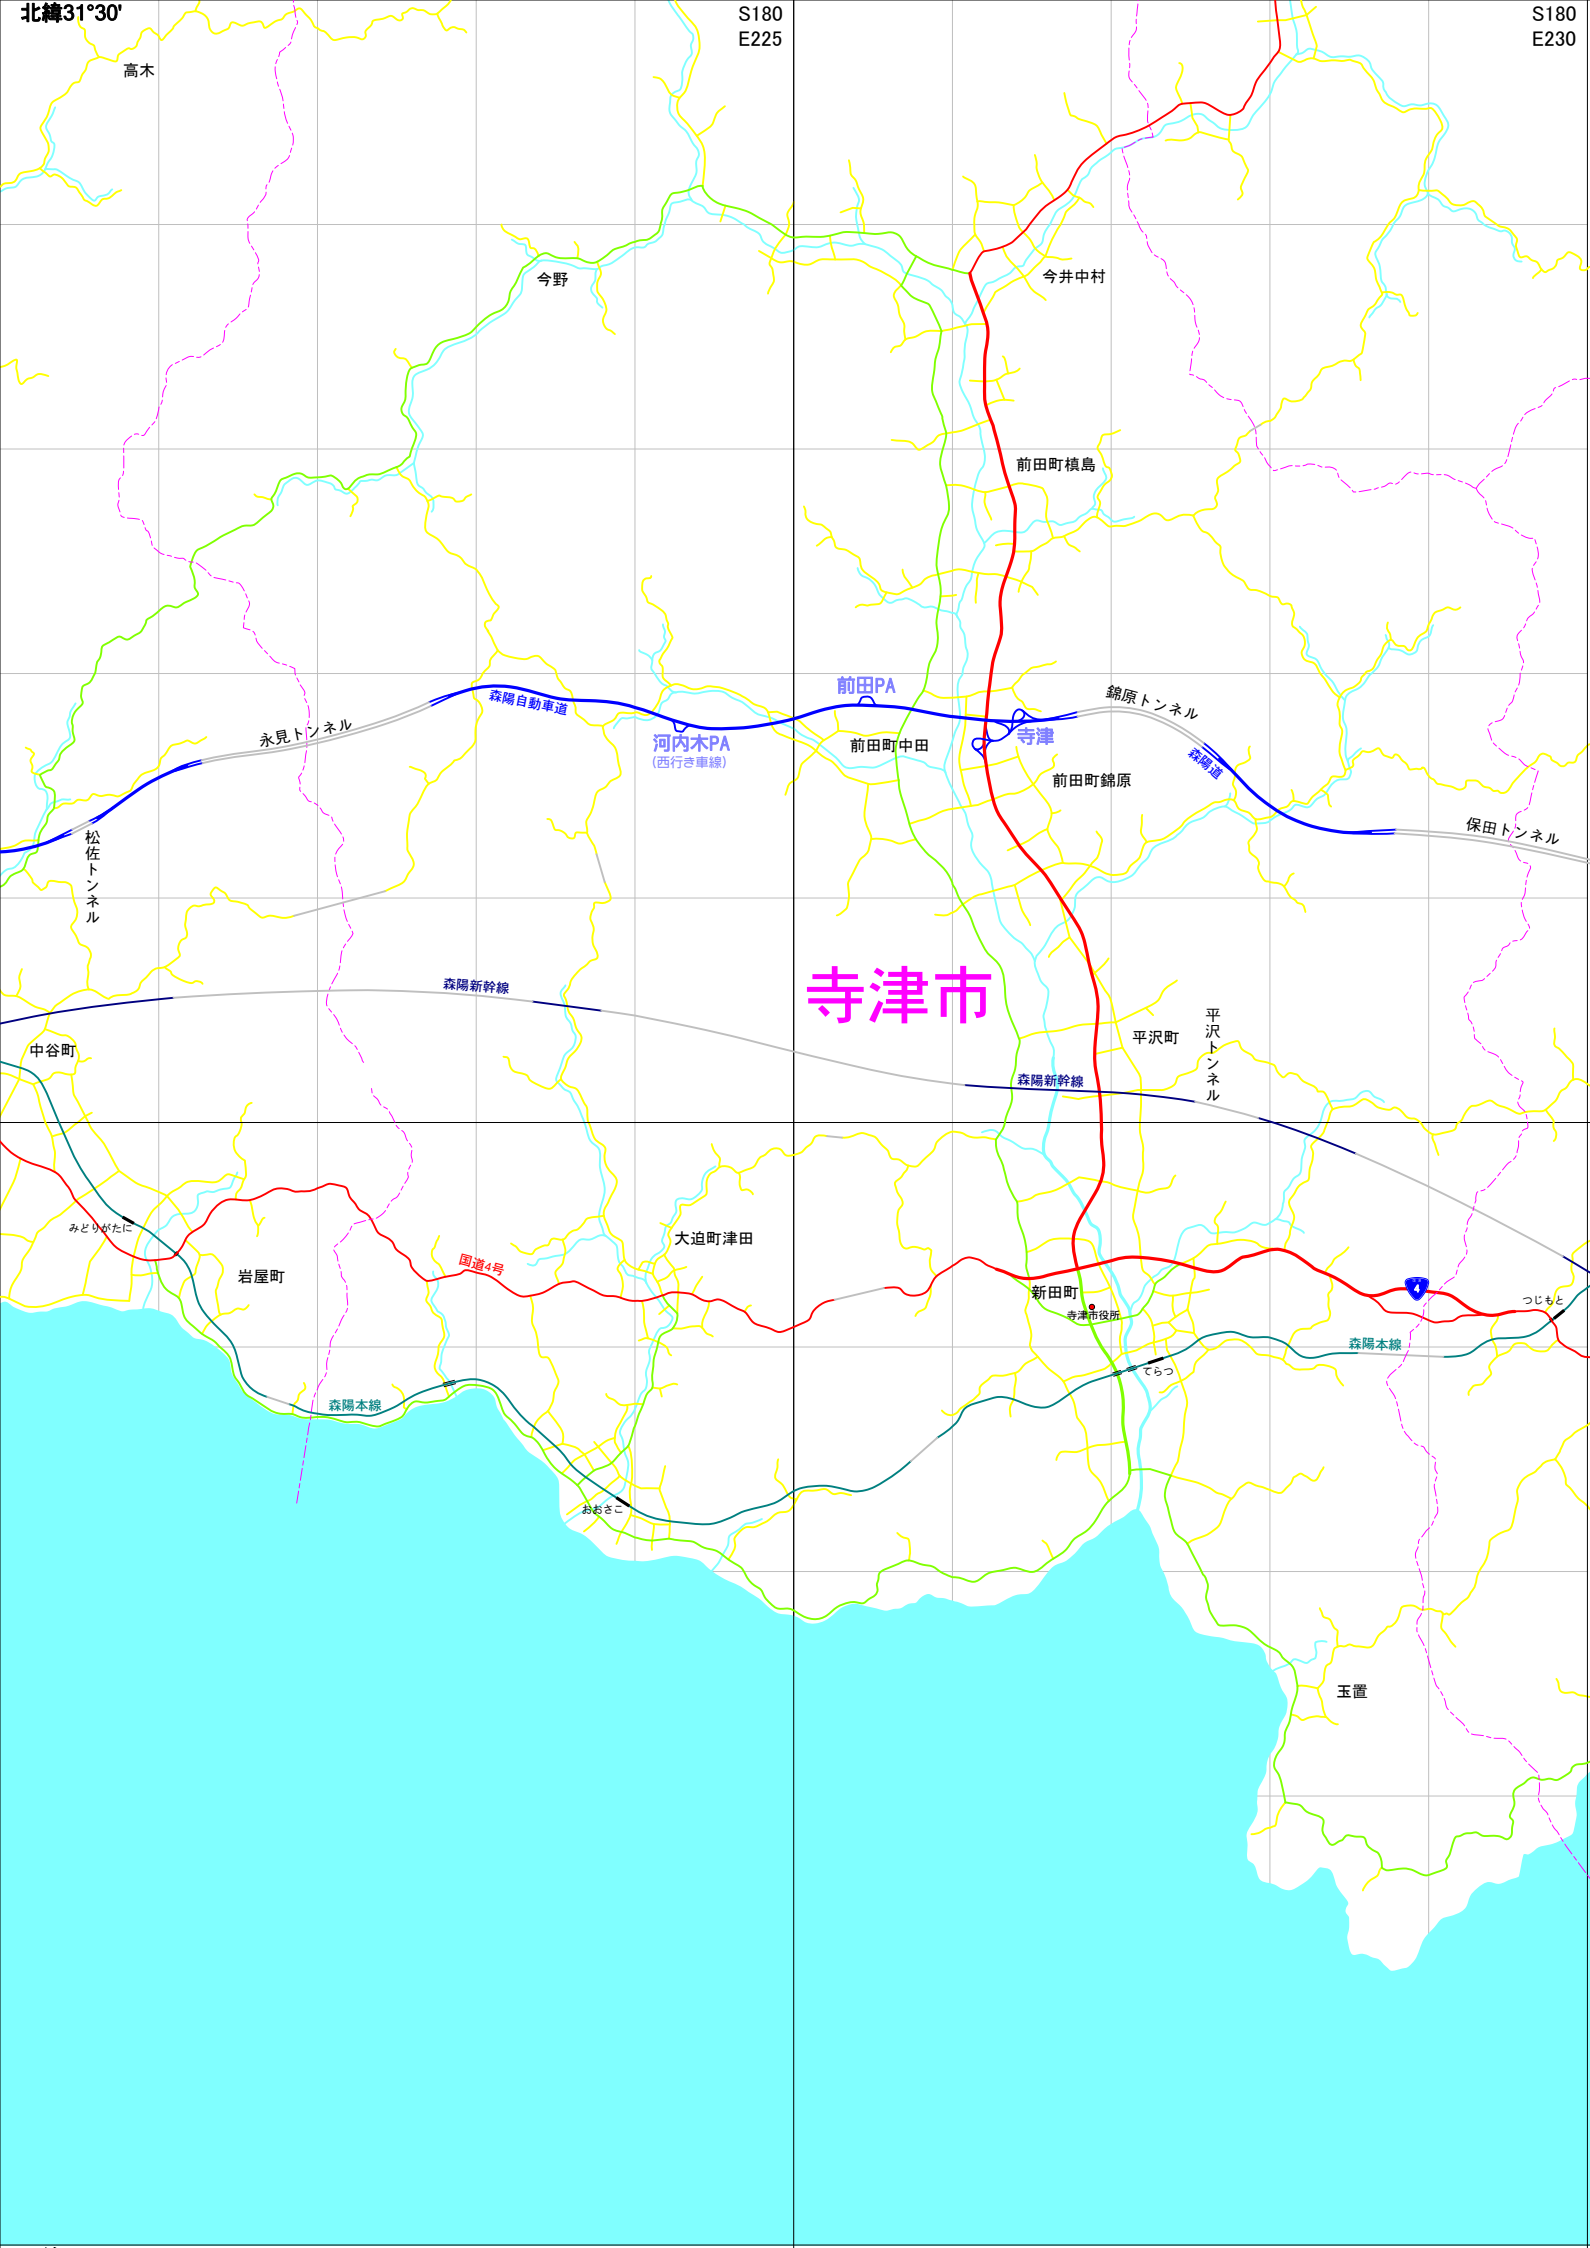 北緯31°30'
S180
E225
S180
E230
高木
今野
今井中村
前田町槙島
前田PA
森陽自動車道
錦原トンネル
永見トンネル
河内木PA
(西行き車線)
前田町中田
寺津
森陽道
前田町錦原
保田トンネル
松佐トンネル
寺津市
森陽新幹線
平沢町
平沢トンネル
中谷町
森陽新幹線
みどりがたに
大迫町津田
国道4号
岩屋町
新田町
4
つじもと
寺津市役所
森陽本線
てらつ
森陽本線
おおさこ
玉置